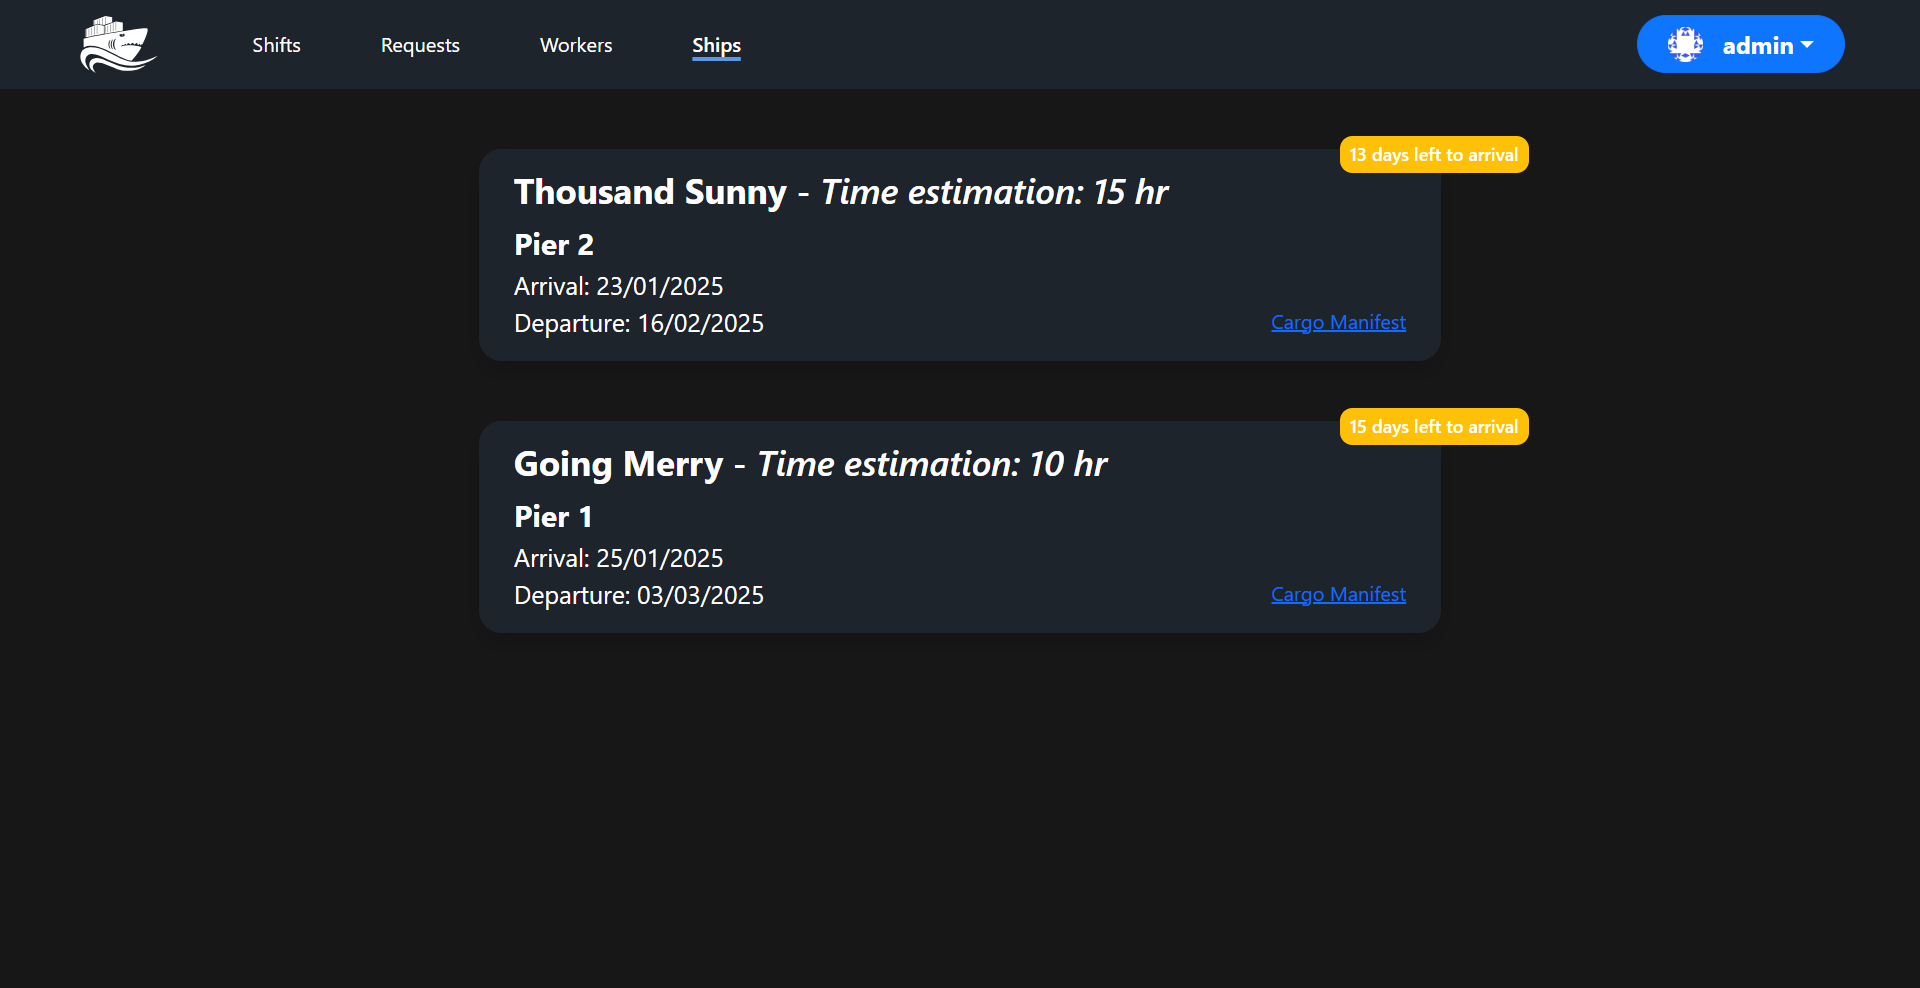 Shifts Requests Workers Ships admin
13 days left to arrival
Thousand Sunny - Time estimation: 15 hr
Pier 2
Arrival: 23/01/2025
Departure: 16/02/2025 Cargo Manifest
15 days left to arrival
Going Merry - Time estimation: 10 hr
Pier 1
Arrival: 25/01/2025
Departure: 03/03/2025 Cargo Manifest